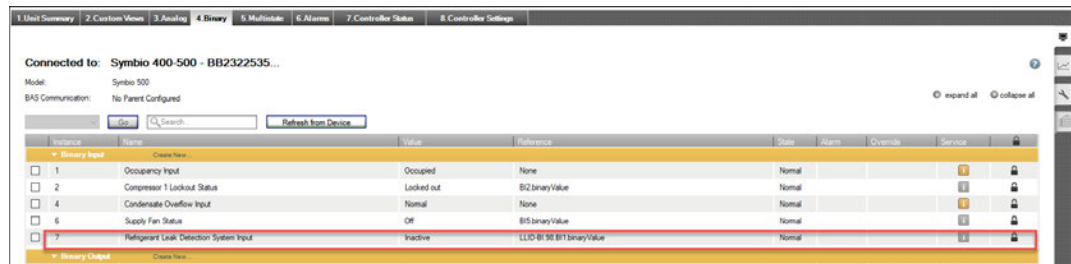 1.Unit Summary 2.Custom Views 3.Analog 4.Binary 5.Multistate 6.Alarms 7.Controller Status 8.Controller Settings
Connected to: Symbio 400-500 - BB2322535...
Model: Symbio 500
BAS Communication: No Parent Configured
expand all collapse all
Go Search... Refresh from Device
Instance Name Value Reference State Alarm Override Service
Binary Input Create New...
1 Occupancy Input Occupied None Normal
2 Compressor 1 Lockout Status Locked out BI2.binaryValue Normal
4 Condensate Overflow Input Normal None Normal
6 Supply Fan Status Off BI5.binaryValue Normal
7 Refrigerant Leak Detection System Input Inactive LLID-BI.98.BI1.binaryValue Normal
Binary Output Create New...